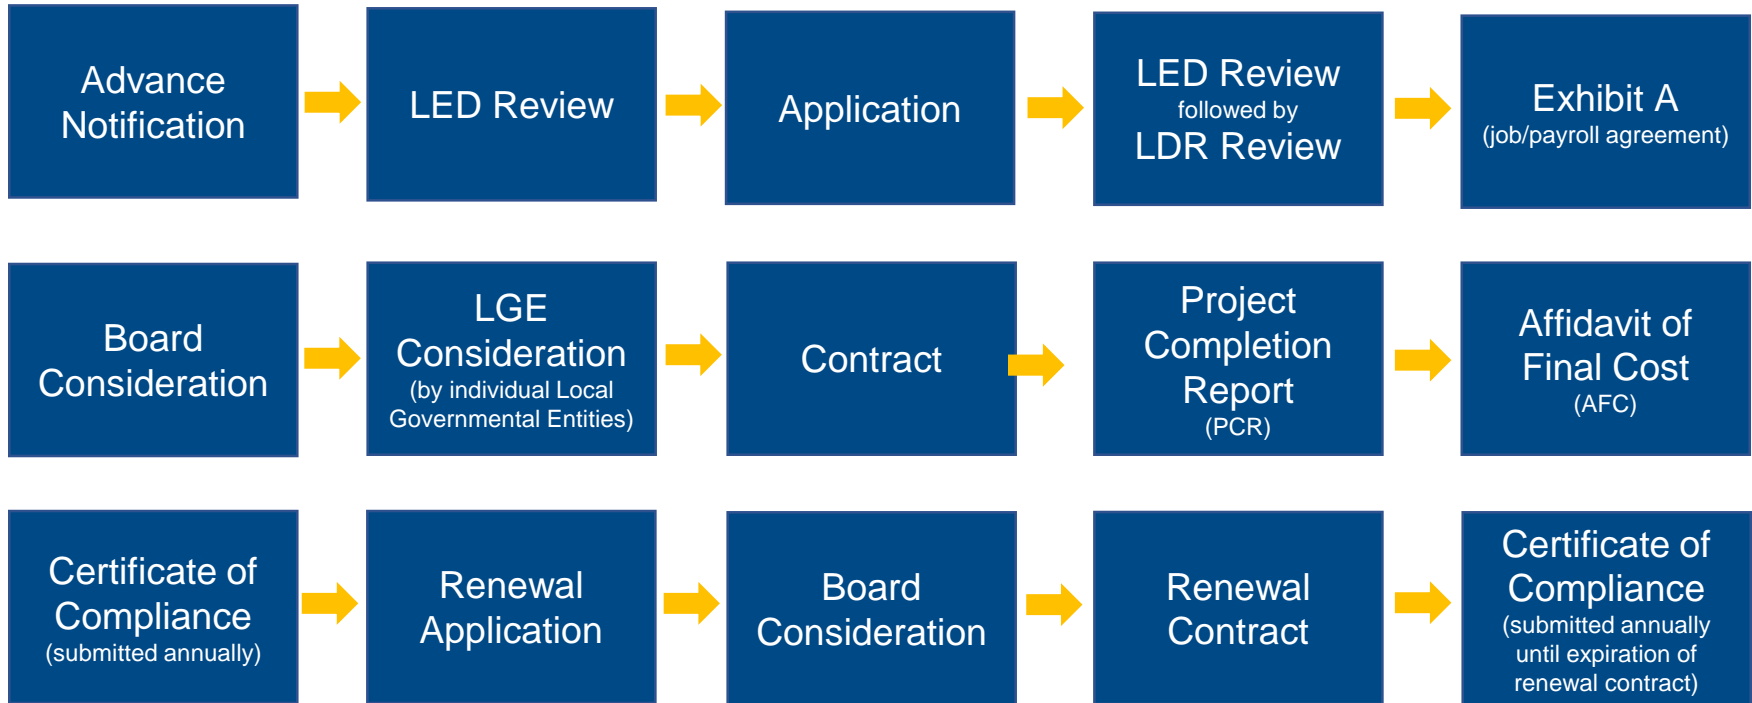 Advance
Notification
LED Review
Application
LED Review
followed by
LDR Review
Exhibit A
(job/payroll agreement)
Board
Consideration
LGE
Consideration
(by individual Local
Governmental Entities)
Contract
Project
Completion
Report
(PCR)
Affidavit of
Final Cost
(AFC)
Certificate of
Compliance
(submitted annually)
Renewal
Application
Board
Consideration
Renewal
Contract
Certificate of
Compliance
(submitted annually
until expiration of
renewal contract)